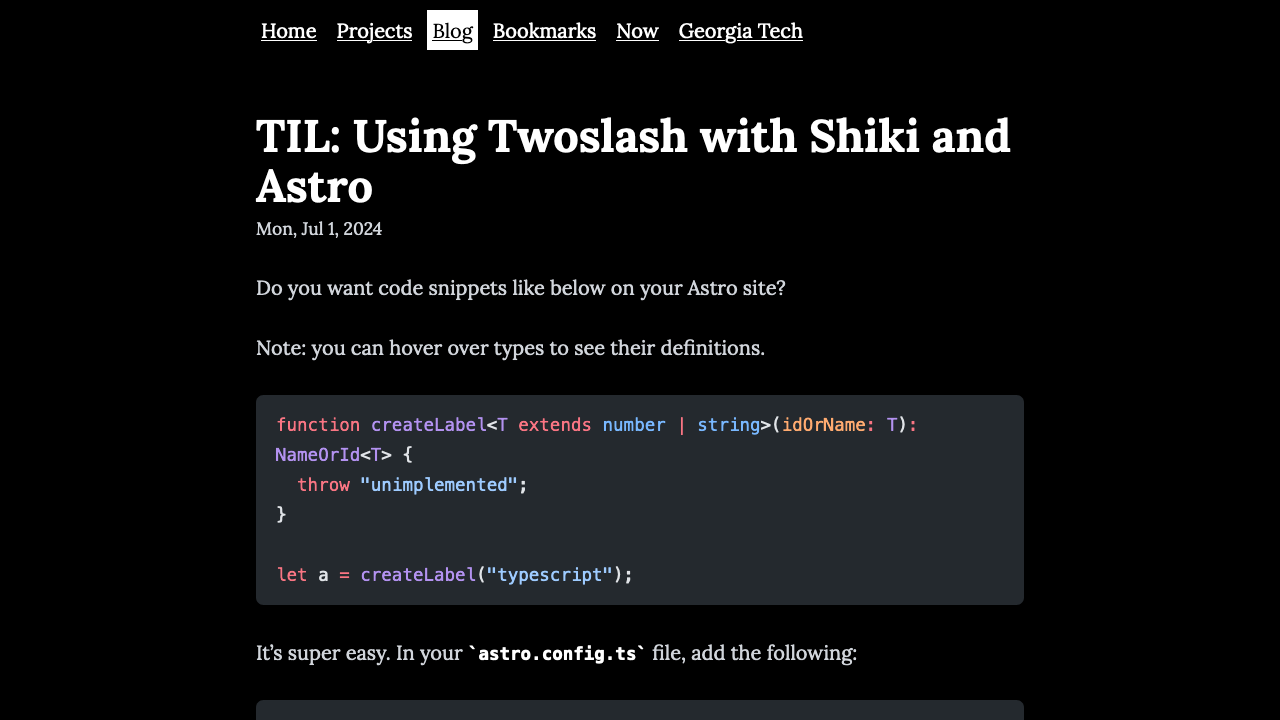 Home Projects Blog Bookmarks Now Georgia Tech
TIL: Using Twoslash with Shiki and
Astro
Mon, Jul 1, 2024
Do you want code snippets like below on your Astro site?
Note: you can hover over types to see their definitions.
function createLabel<T extends number | string>(idOrName: T):
NameOrId<T> {
  throw "unimplemented";
}
let a = createLabel("typescript");
It’s super easy. In your `astro.config.ts` file, add the following: